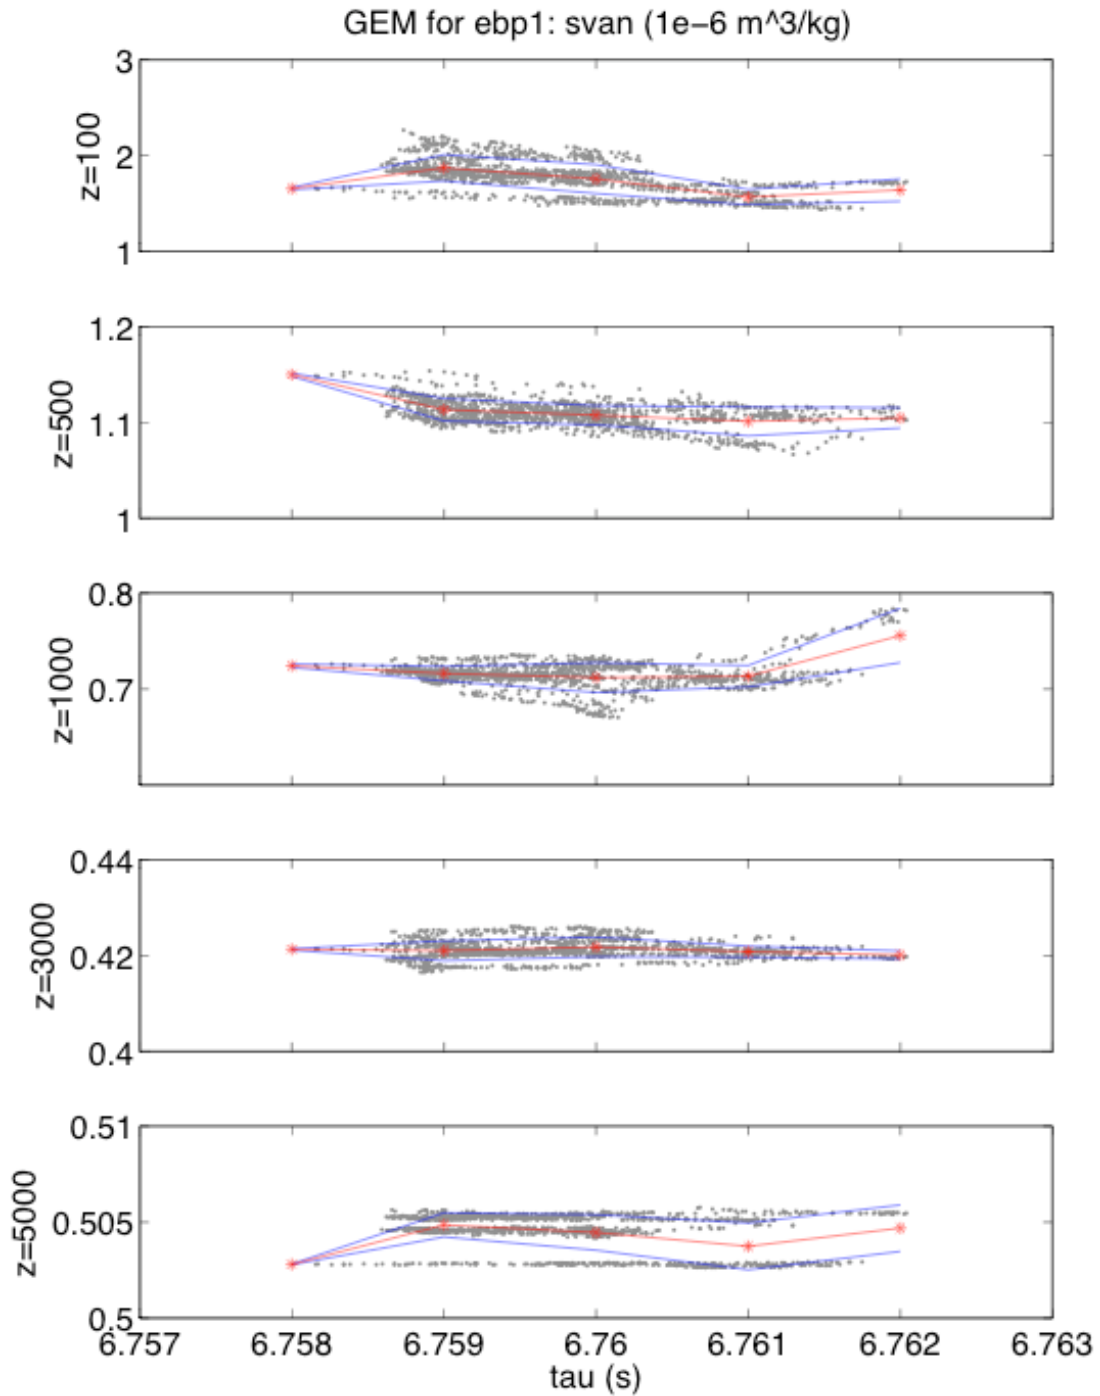 GEM for ebp1: svan (1e−6 m^3/kg)
3
2
1
z=100
1.2
1.1
1
z=500
0.8
0.7
z=1000
0.44
0.42
0.4
z=3000
0.51
0.505
0.5
z=5000
6.757 6.758 6.759 6.76 6.761 6.762 6.763
tau (s)